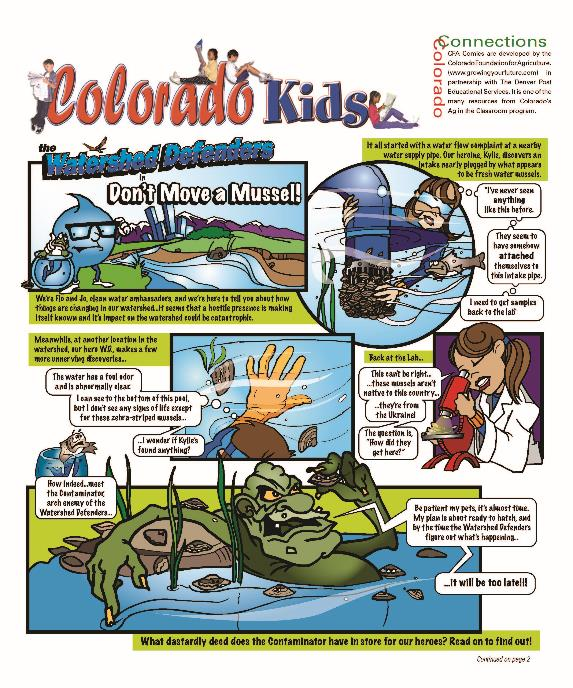 Connections
Colorado
CFA Comics are developed by the
Colorado Foundation for Agriculture.
(www.growingyourfuture.com) in
partnership with The Denver Post
Educational Services. It is one of the
many resources from Colorado's
Ag in the Classroom program.
Colorado Kids
the
Watershed Defenders
in
Don't Move a Mussel!
It all started with a water flow complaint at a nearby
water supply pipe. Our heroine, Kylie, discovers an
intake nearly plugged by what appears
to be fresh water mussels.
"I've never seen
anything
like this before.
They seem to
have somehow
attached
themselves to
this intake pipe.
I need to get samples
back to the lab"
We're Flo and Jo, clean water ambassadors, and we're here to tell you about how
things are changing in our watershed...it seems that a hostile presence is making
itself known and it's impact on the watershed could be catastrophic.
Meanwhile, at another location in the
watershed, our hero W.D., makes a few
more unnerving discoveries...
The water has a foul odor
and is abnormally clear.
I can see to the bottom of this pool,
but I don't see any signs of life except
for these zebra-striped mussels...
...I wonder if Kylie's
found anything?
Back at the Lab...
This can't be right...
...these mussels aren't
native to this country...
...they're from
the Ukraine!
The question is,
"How did they
get here?"
How indeed...meet
the Contaminator,
arch enemy of the
Watershed Defenders...
Be patient my pets, it's almost time.
My plan is about ready to hatch, and
by the time the Watershed Defenders
figure out what's happening...
...it will be too late!!!
What dastardly deed does the Contaminator have in store for our heroes? Read on to find out!
Continued on page 2